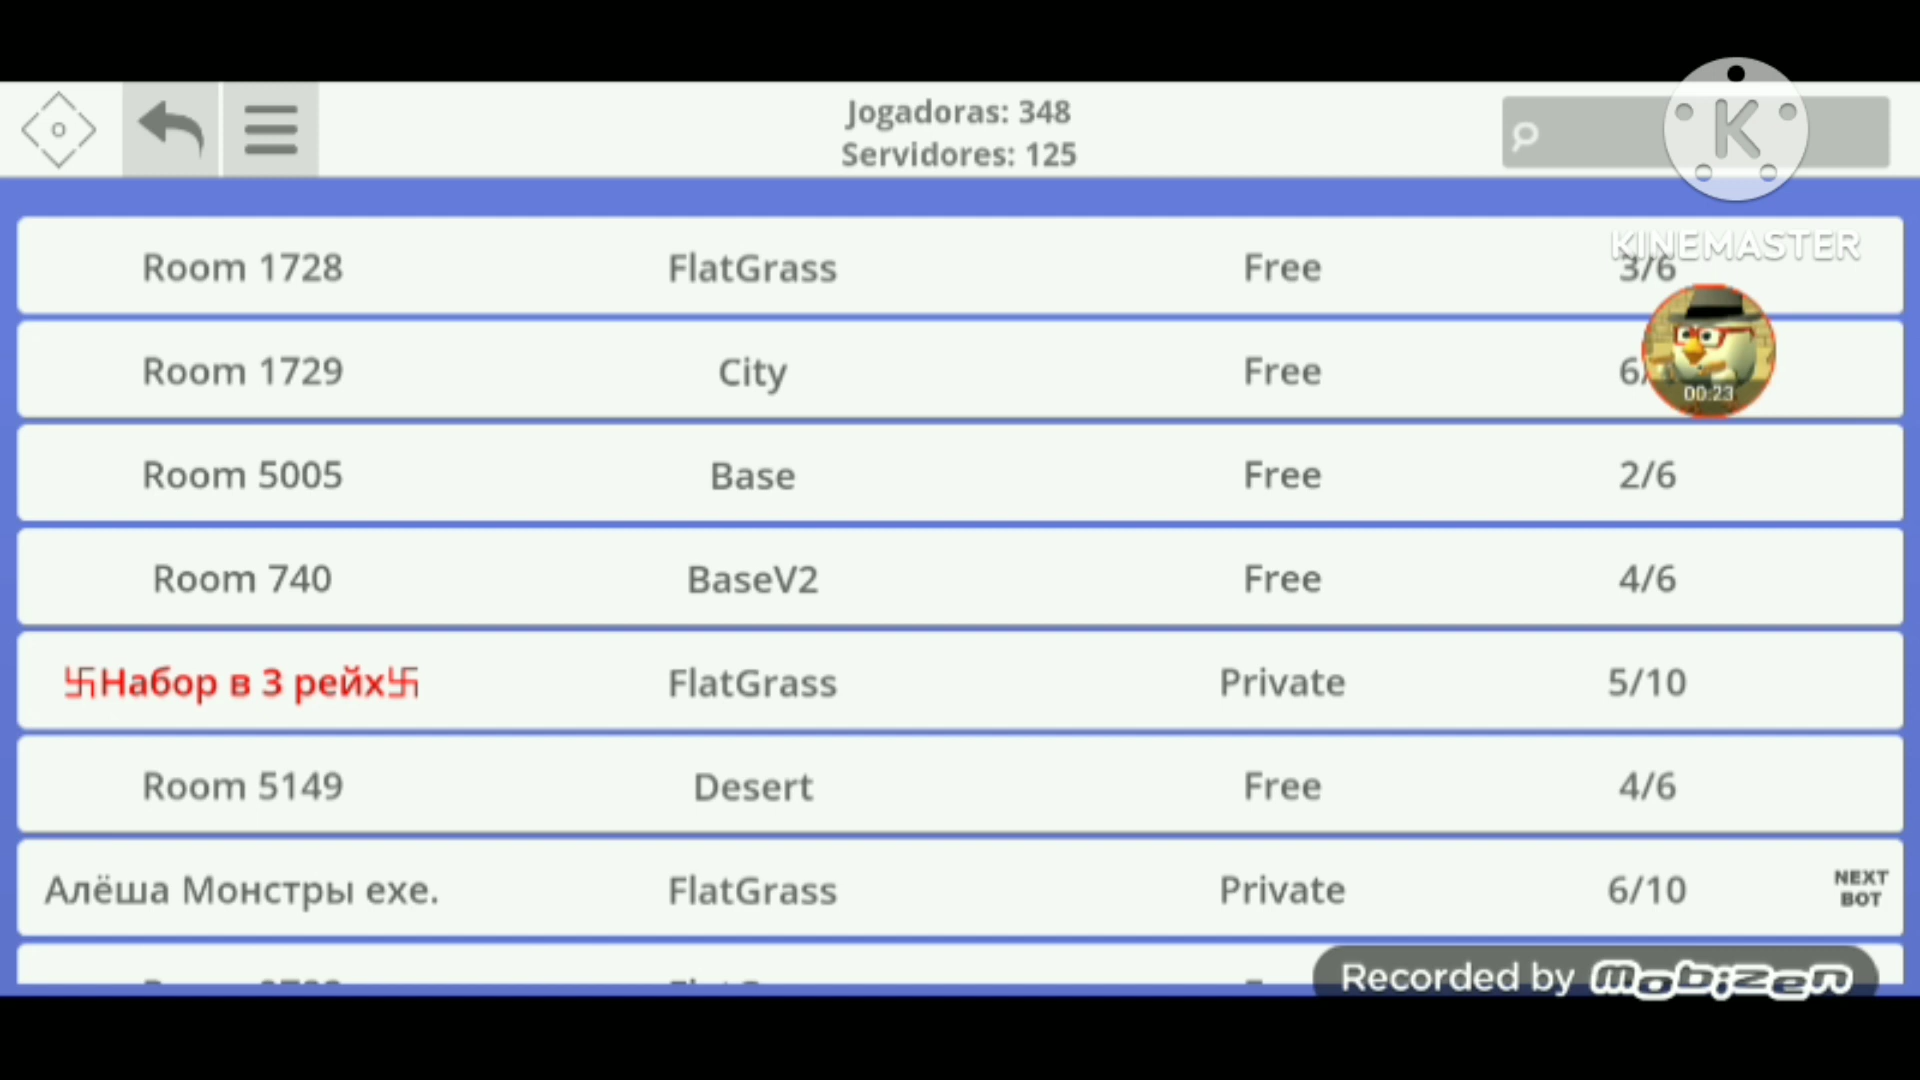 Jogadoras: 348
Servidores: 125
K
KINEMASTER
Room 1728 FlatGrass Free 3/6
Room 1729 City Free 6/
00:23
Room 5005 Base Free 2/6
Room 740 BaseV2 Free 4/6
卐Набор в 3 рейх卐 FlatGrass Private 5/10
Room 5149 Desert Free 4/6
Алёша Монстры exe. FlatGrass Private 6/10 NEXT BOT
Recorded by mobizen